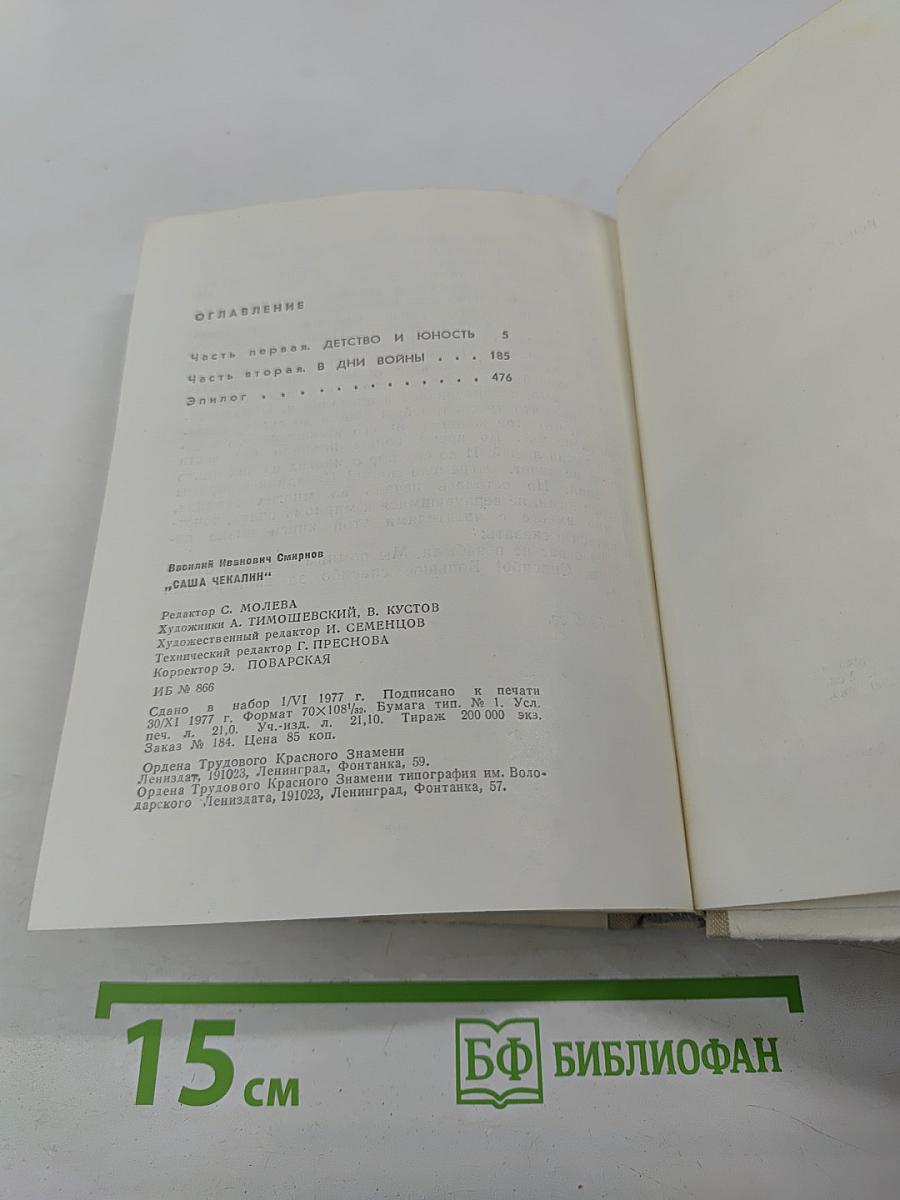 ОГЛАВЛЕНИЕ
Часть первая. ДЕТСТВО И ЮНОСТЬ 5
Часть вторая. В ДНИ ВОЙНЫ . . . 185
Эпилог . . . . . . . . . . . . . 476
Василий Иванович Смирнов
„САША ЧЕКАЛИН“
Редактор С. МОЛЕВА
Художники А. ТИМОШЕВСКИЙ, В. КУСТОВ
Художественный редактор И. СЕМЕНЦОВ
Технический редактор Г. ПРЕСНОВА
Корректор Э. ПОВАРСКАЯ
ИБ № 866
Сдано в набор 1/VI 1977 г. Подписано к печати
30/XI 1977 г. Формат 70×108¹/₃₂. Бумага тип. № 1. Усл.
печ. л. 21,0. Уч.-изд. л. 21,10. Тираж 200 000 экз.
Заказ № 184. Цена 85 коп.
Ордена Трудового Красного Знамени
Лениздат, 191023, Ленинград, Фонтанка, 59.
Ордена Трудового Красного Знамени типография им. Воло-
дарского Лениздата, 191023, Ленинград, Фонтанка, 57.
15 см
БФ БИБЛИОФАН